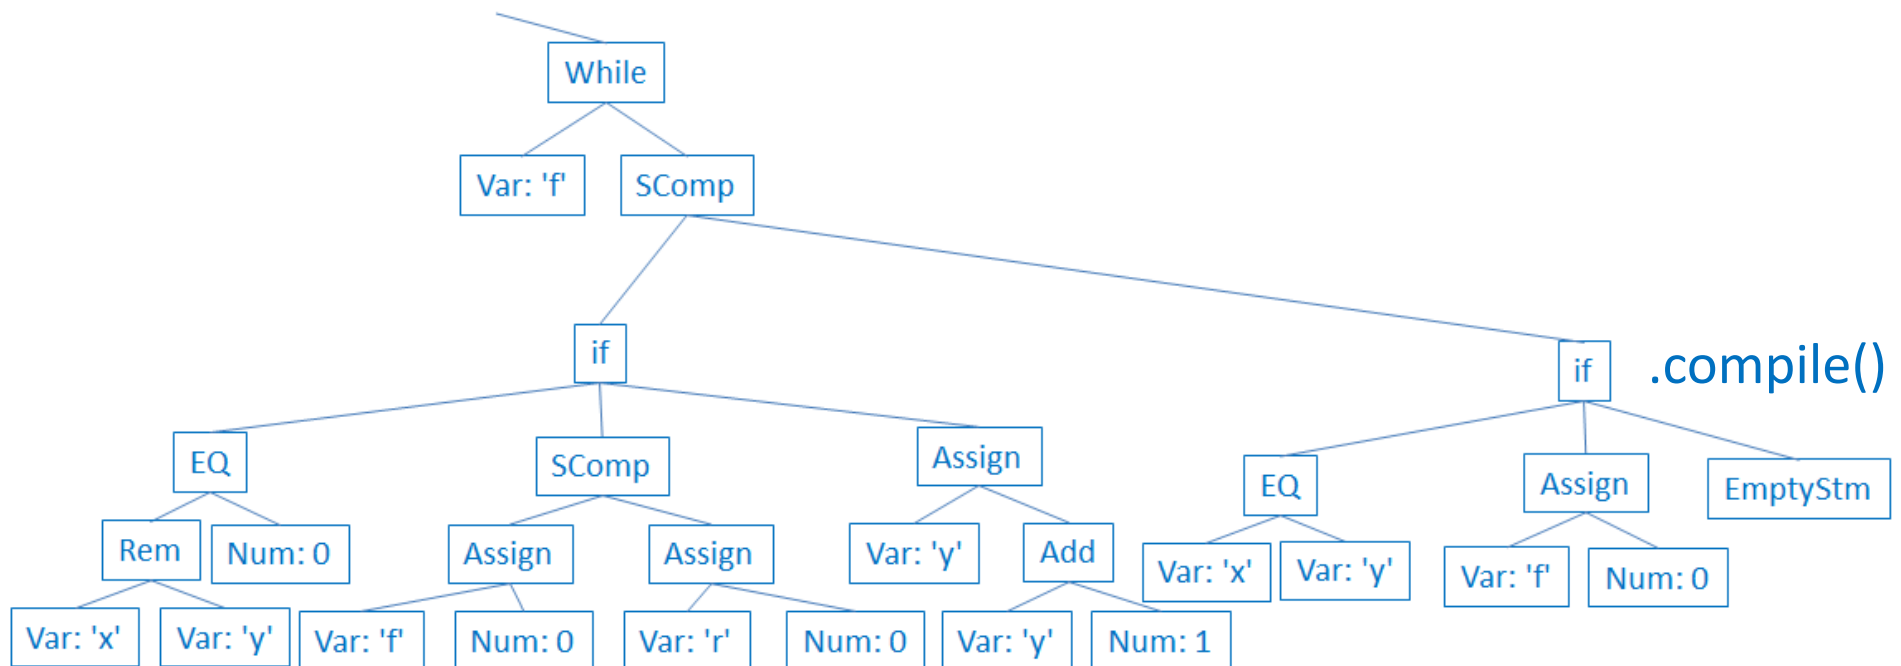 While
Var: 'f'
SComp
if
if
.compile()
EQ
SComp
Assign
EQ
Assign
EmptyStm
Rem
Num: 0
Assign
Assign
Var: 'y'
Add
Var: 'x'
Var: 'y'
Var: 'f'
Num: 0
Var: 'x'
Var: 'y'
Var: 'f'
Num: 0
Var: 'r'
Num: 0
Var: 'y'
Num: 1